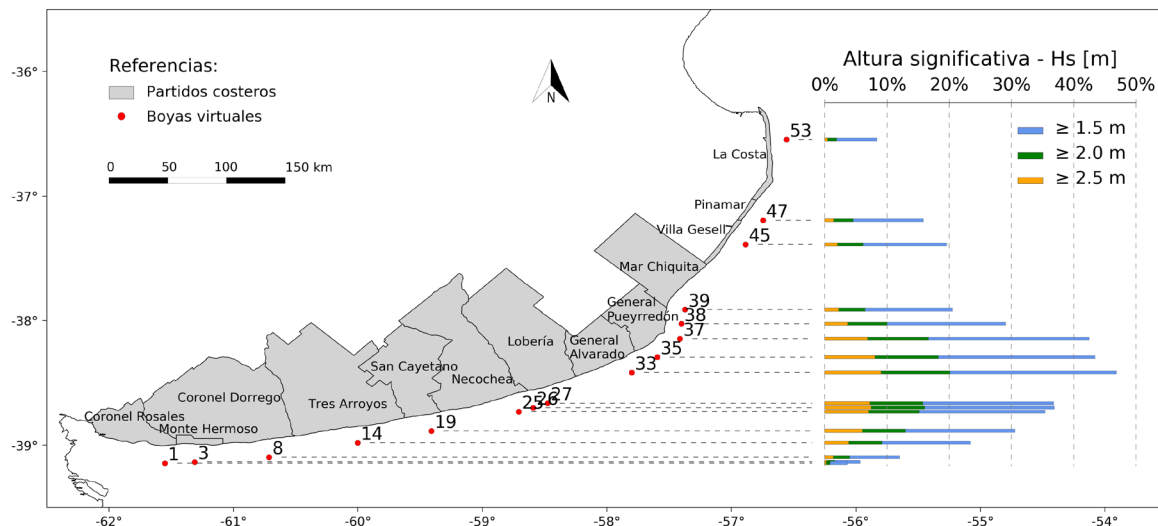 Altura significativa - Hs [m]
0% 10% 20% 30% 40% 50%
≥ 1.5 m
≥ 2.0 m
≥ 2.5 m
Referencias:
Partidos costeros
Boyas virtuales
0 50 100 150 km
N
-36°
-37°
-38°
-39°
53
La Costa
Pinamar
47
Villa Gesell
45
Mar Chiquita
39
General
Pueyrredón
38
37
Lobería
General
Alvarado
35
33
San Cayetano
Necochea
27
26
25
Coronel Dorrego
Tres Arroyos
Coronel Rosales
Monte Hermoso
19
14
8
3
1
-62° -61° -60° -59° -58° -57° -56° -55° -54°